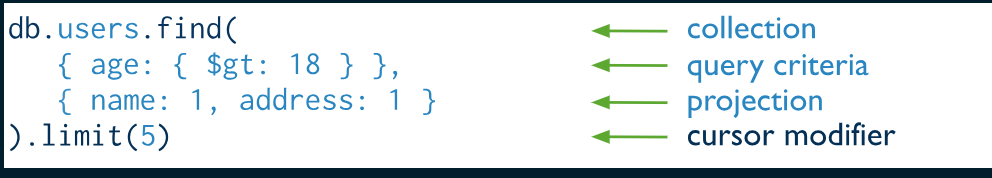 db.users.find( collection
{ age: { $gt: 18 } }, query criteria
{ name: 1, address: 1 } projection
).limit(5) cursor modifier